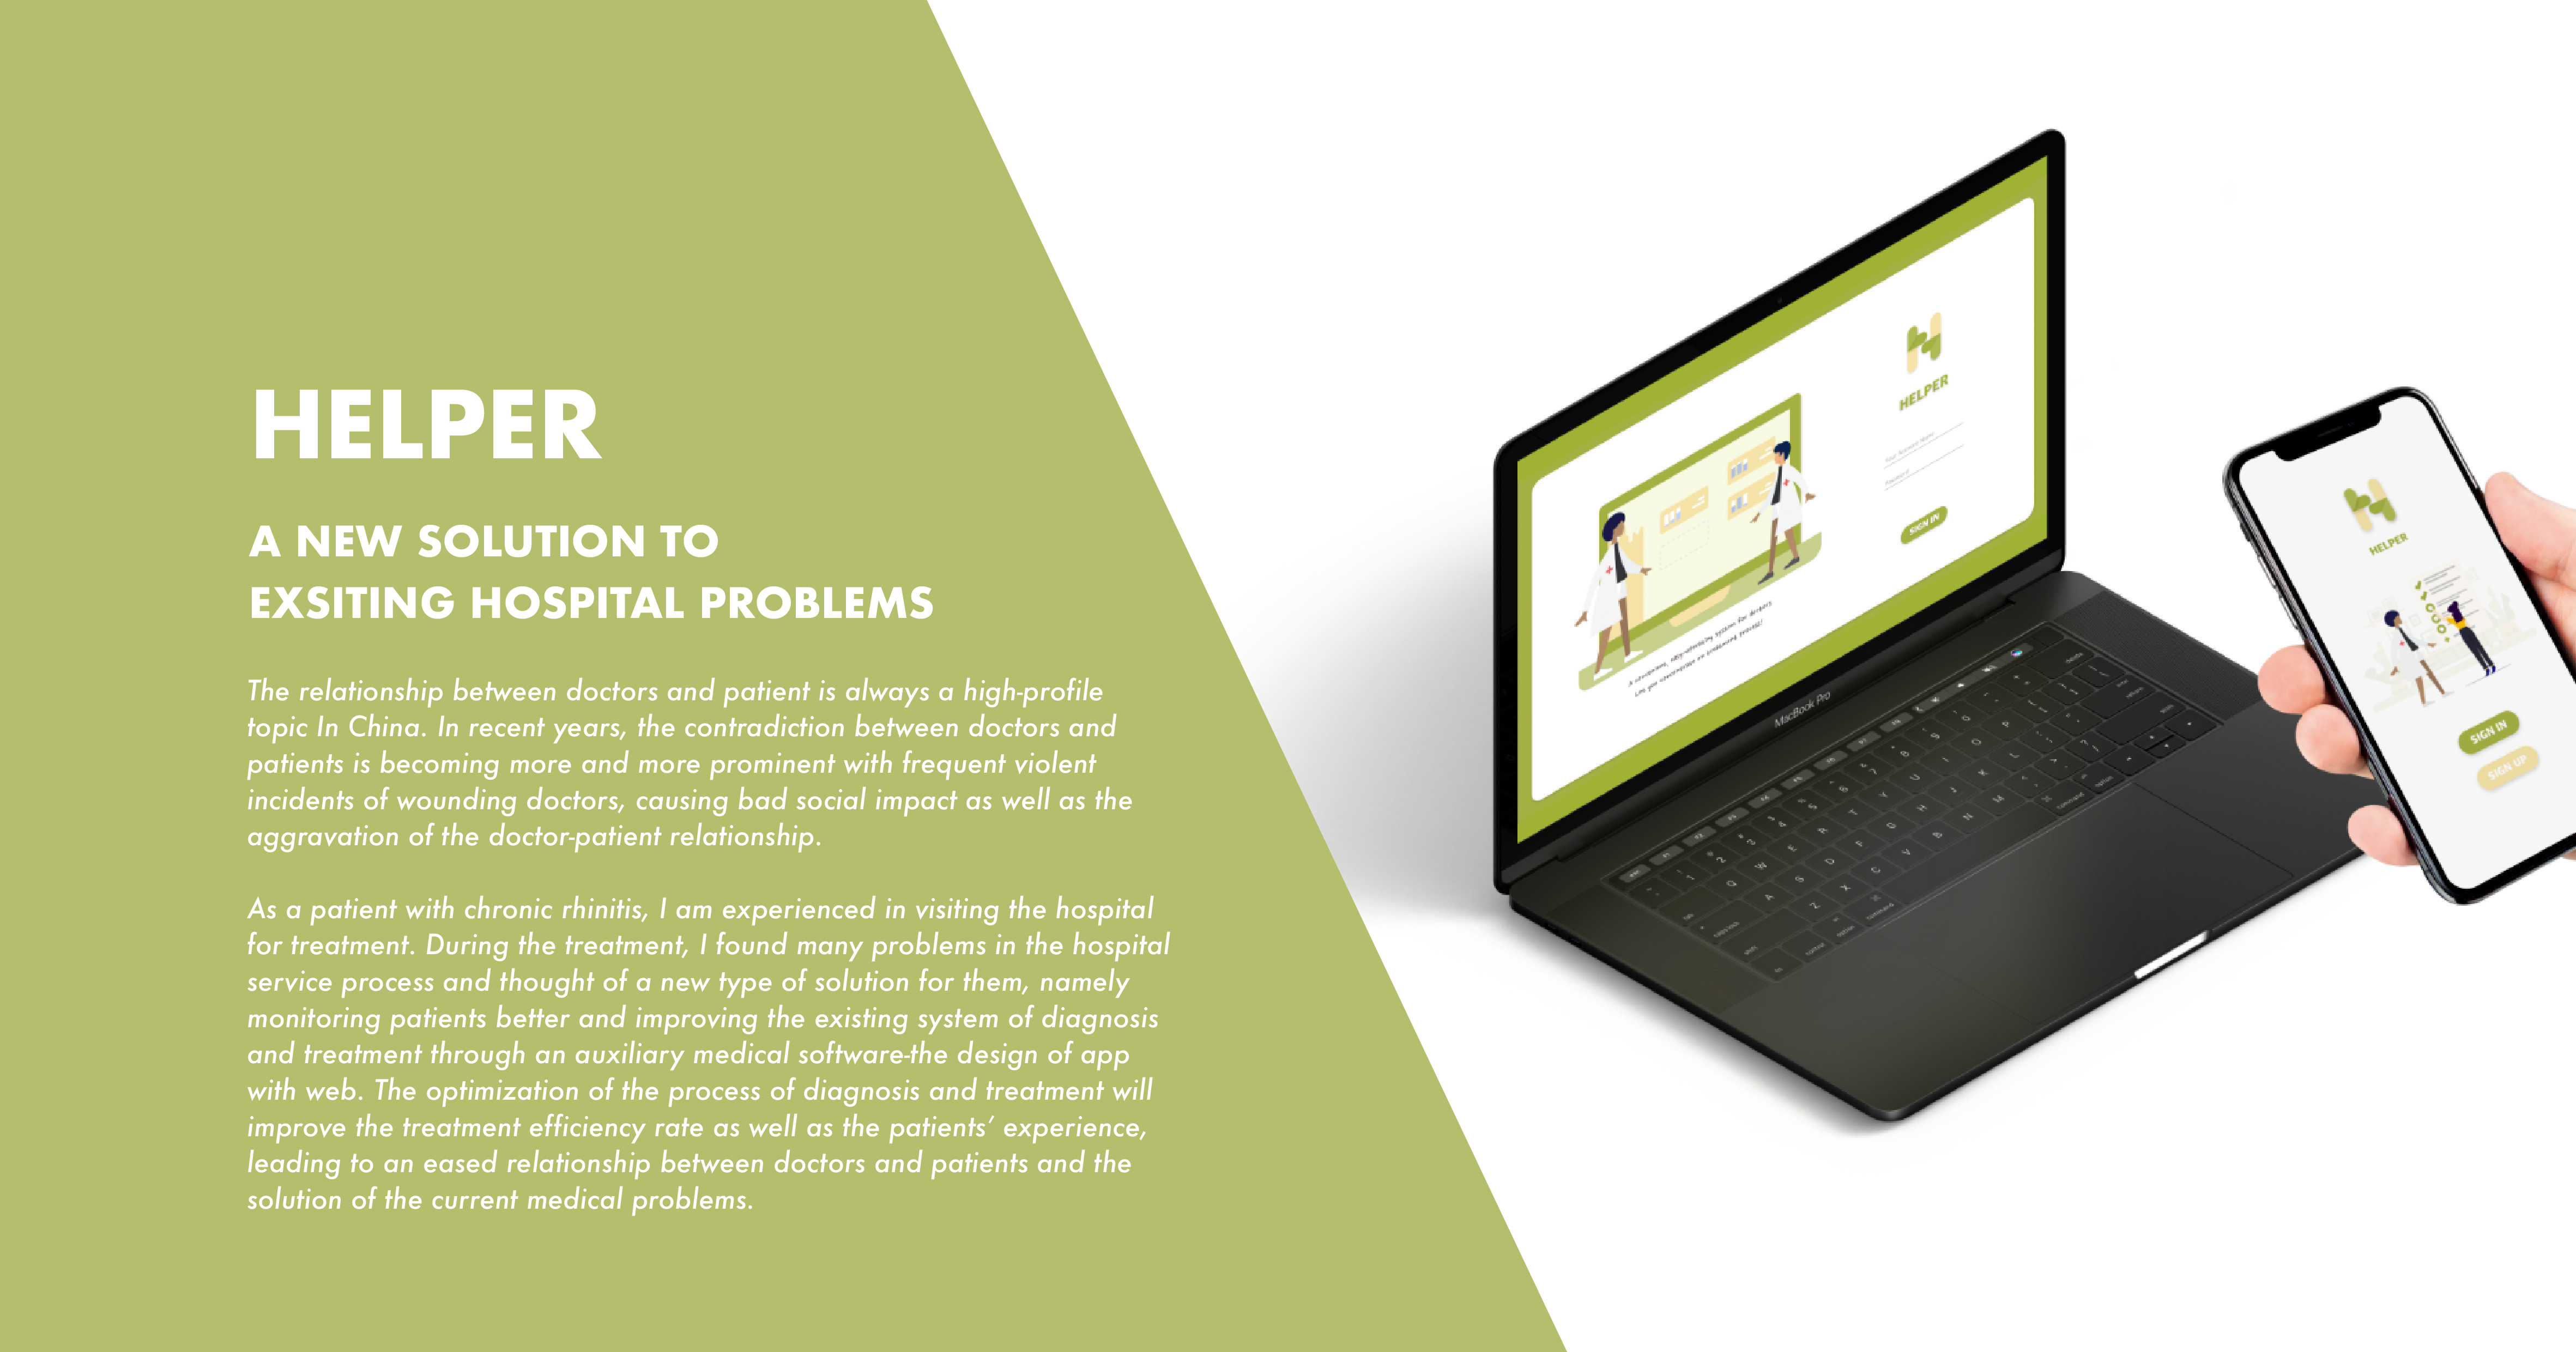 HELPER
A NEW SOLUTION TO
EXSITING HOSPITAL PROBLEMS
The relationship between doctors and patient is always a high-profile
topic In China. In recent years, the contradiction between doctors and
patients is becoming more and more prominent with frequent violent
incidents of wounding doctors, causing bad social impact as well as the
aggravation of the doctor-patient relationship.
As a patient with chronic rhinitis, I am experienced in visiting the hospital
for treatment. During the treatment, I found many problems in the hospital
service process and thought of a new type of solution for them, namely
monitoring patients better and improving the existing system of diagnosis
and treatment through an auxiliary medical software-the design of app
with web. The optimization of the process of diagnosis and treatment will
improve the treatment efficiency rate as well as the patients’ experience,
leading to an eased relationship between doctors and patients and the
solution of the current medical problems.
HELPER
Password
SIGN IN
MacBook Pro
HELPER
SIGN IN
SIGN UP